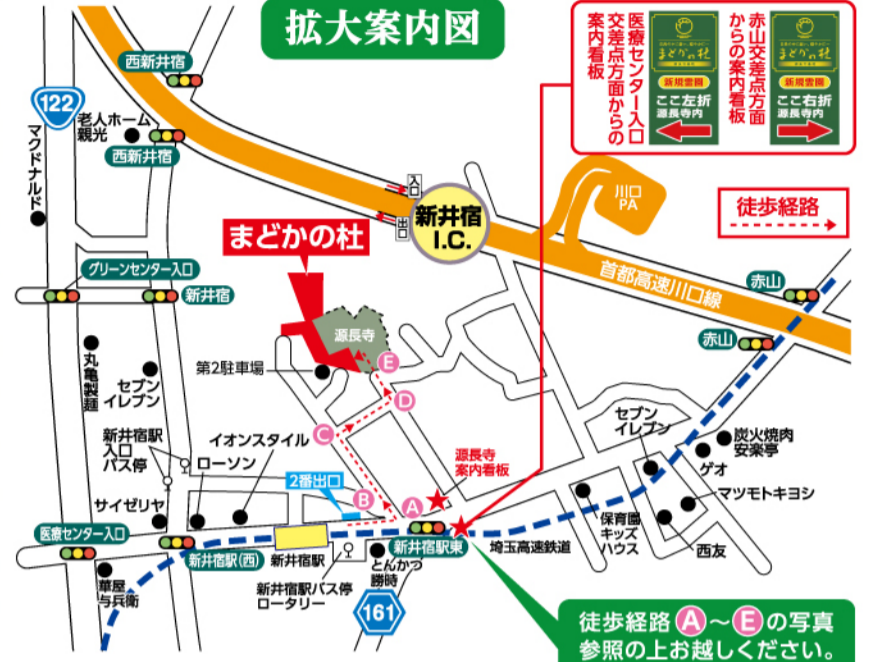 拡大案内図
医療センター入口
交差点方面からの
案内看板
まどかの杜
新規霊園
ここ左折
源長寺内
赤山交差点方面
からの案内看板
まどかの杜
新規霊園
ここ右折
源長寺内
西新井宿
122
老人ホーム
親光
西新井宿
マクドナルド
入口
出口
新井宿
I.C.
川口
PA
徒歩経路
首都高速川口線
赤山
赤山
まどかの杜
グリーンセンター入口
新井宿
源長寺
第2駐車場
E
D
C
B
A
丸亀製麺
セブン
イレブン
新井宿駅
入口
バス停
イオンスタイル
ローソン
2番出口
源長寺
案内看板
セブン
イレブン
炭火焼肉
安楽亭
ゲオ
マツモトキヨシ
西友
保育園
キッズ
ハウス
サイゼリヤ
医療センター入口
新井宿駅(西)
新井宿駅
新井宿駅東
埼玉高速鉄道
華屋
与兵衛
新井宿駅バス停
ロータリー
とんかつ
勝時
161
徒歩経路A～Eの写真
参照の上お越しください。